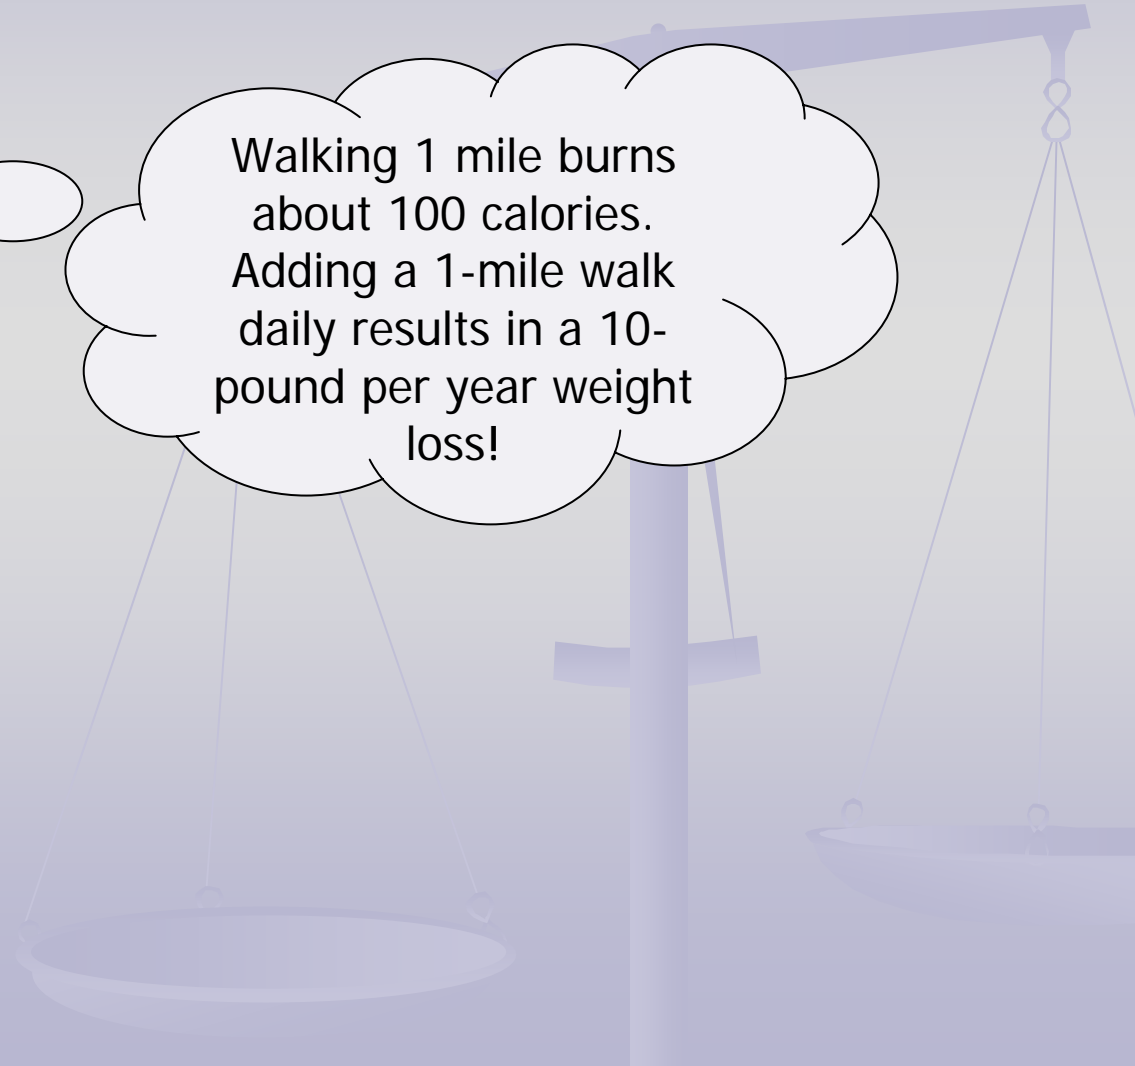 Walking 1 mile burns
about 100 calories.
Adding a 1-mile walk
daily results in a 10-
pound per year weight
loss!